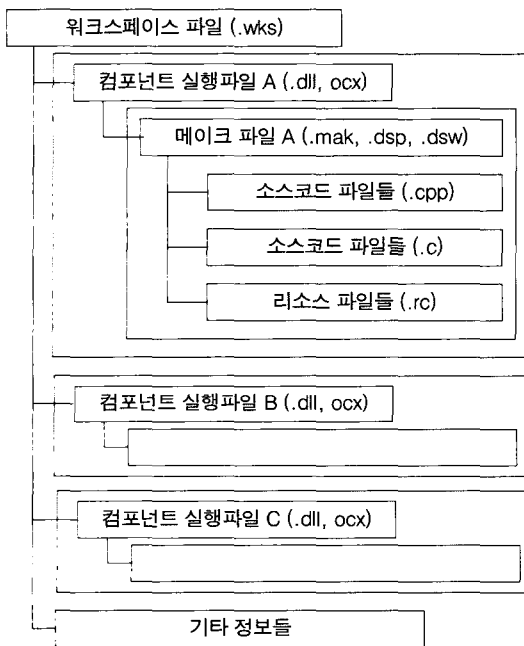 워크스페이스 파일 (.wks)
컴포넌트 실행파일 A (.dll, ocx)
메이크 파일 A (.mak, .dsp, .dsw)
소스코드 파일들 (.cpp)
소스코드 파일들 (.c)
리소스 파일들 (.rc)
컴포넌트 실행파일 B (.dll, ocx)
컴포넌트 실행파일 C (.dll, ocx)
기타 정보들